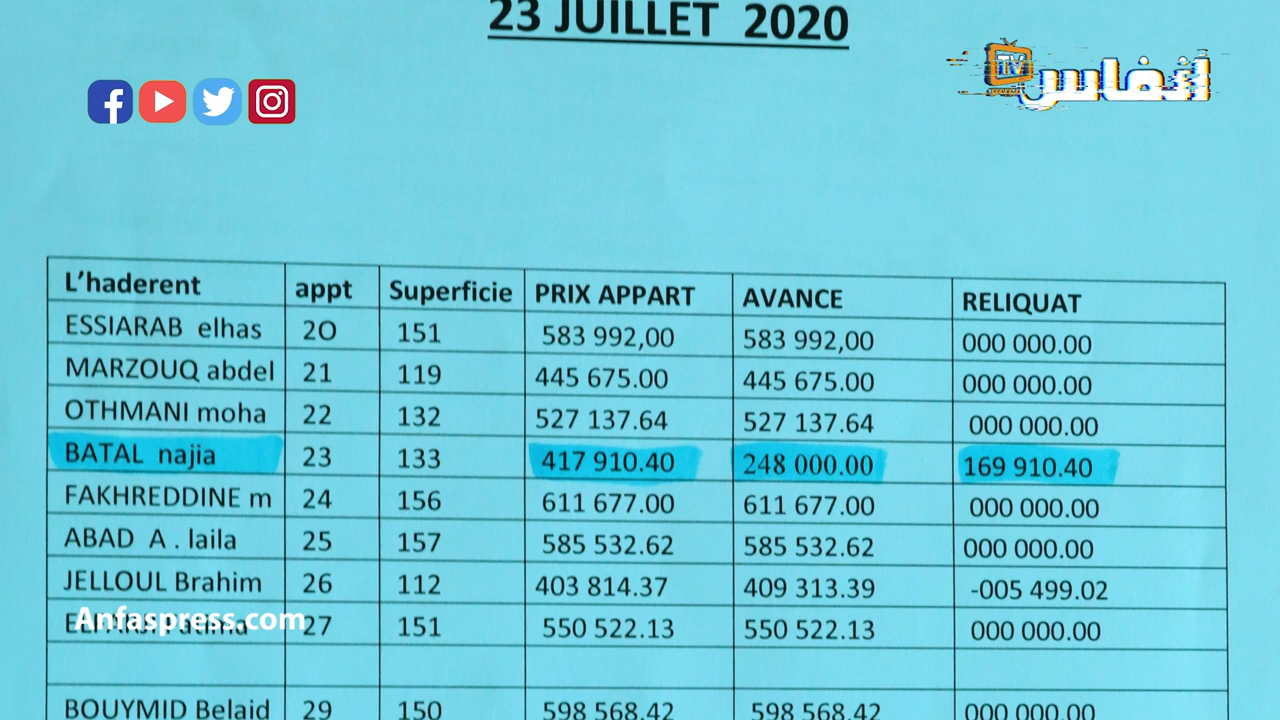 23 JUILLET 2020
TV أنفاس
L'haderent appt Superficie PRIX APPART AVANCE RELIQUAT
ESSIARAB elhas 2O 151 583 992,00 583 992,00 000 000.00
MARZOUQ abdel 21 119 445 675.00 445 675.00 000 000.00
OTHMANI moha 22 132 527 137.64 527 137.64 000 000.00
BATAL najia 23 133 417 910.40 248 000.00 169 910.40
FAKHREDDINE m 24 156 611 677.00 611 677.00 000 000.00
ABAD A . laila 25 157 585 532.62 585 532.62 000 000.00
JELLOUL Brahim 26 112 403 814.37 409 313.39 -005 499.02
Anfaspress.com
27 151 550 522.13 550 522.13 000 000.00
BOUYMID Belaid 29 150 598 568.42 598 568.42 000 000.00